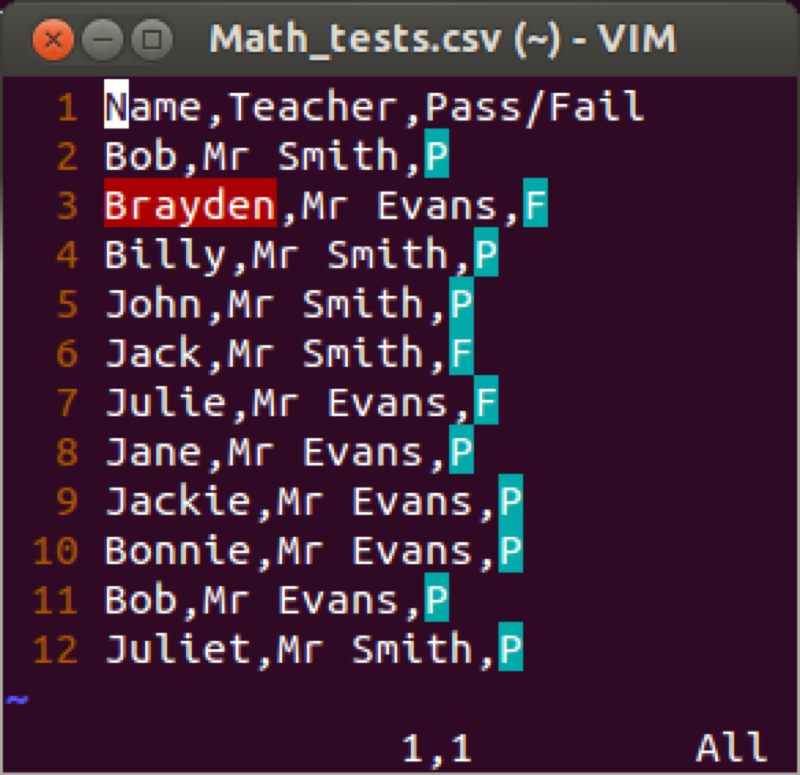 Math_tests.csv (~) - VIM
1 Name,Teacher,Pass/Fail
2 Bob,Mr Smith,P
3 Brayden,Mr Evans,F
4 Billy,Mr Smith,P
5 John,Mr Smith,P
6 Jack,Mr Smith,F
7 Julie,Mr Evans,F
8 Jane,Mr Evans,P
9 Jackie,Mr Evans,P
10 Bonnie,Mr Evans,P
11 Bob,Mr Evans,P
12 Juliet,Mr Smith,P
~
1,1 All